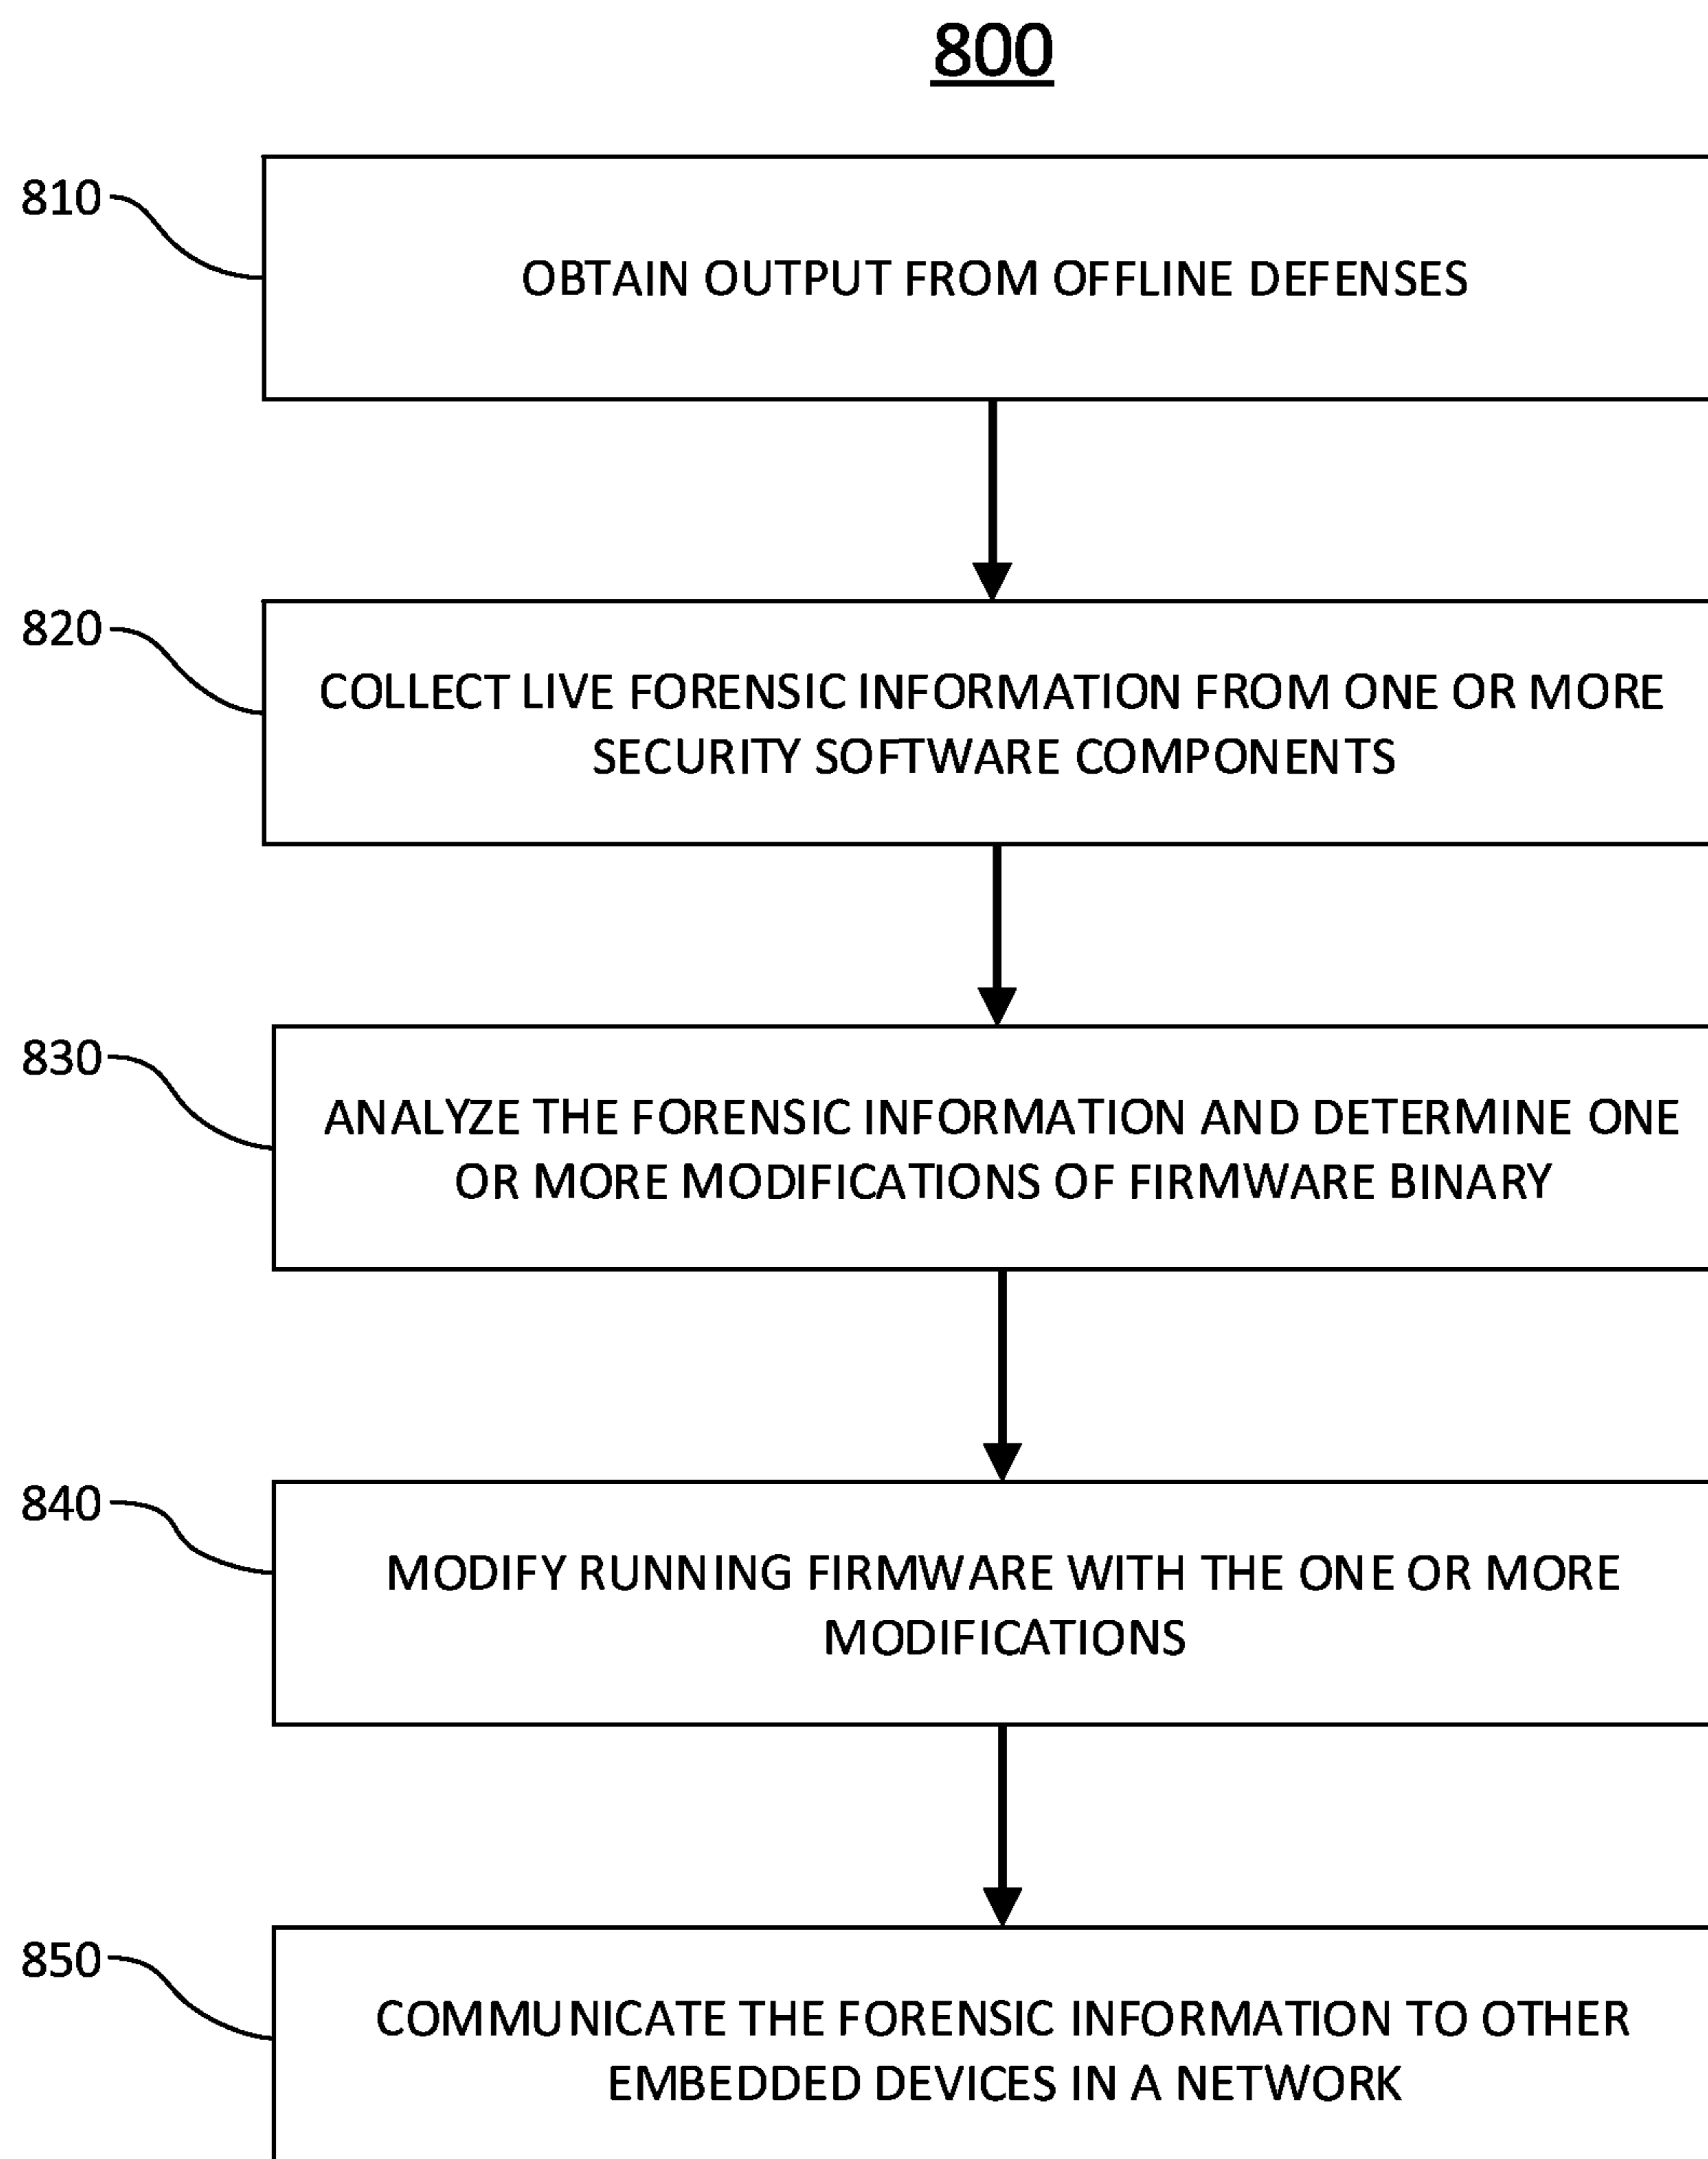 800
810
OBTAIN OUTPUT FROM OFFLINE DEFENSES
820
COLLECT LIVE FORENSIC INFORMATION FROM ONE OR MORE
SECURITY SOFTWARE COMPONENTS
830
ANALYZE THE FORENSIC INFORMATION AND DETERMINE ONE
OR MORE MODIFICATIONS OF FIRMWARE BINARY
840
MODIFY RUNNING FIRMWARE WITH THE ONE OR MORE
MODIFICATIONS
850
COMMUNICATE THE FORENSIC INFORMATION TO OTHER
EMBEDDED DEVICES IN A NETWORK